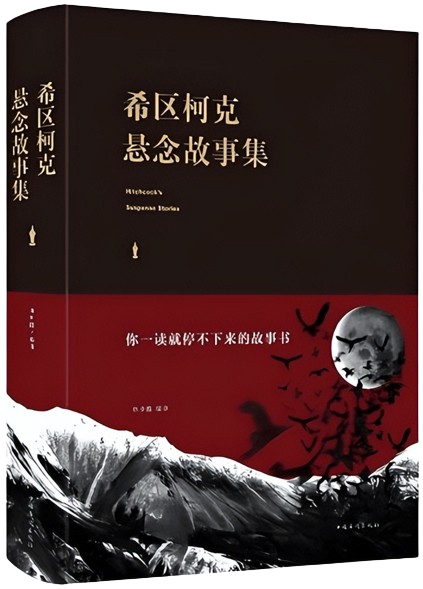 希区柯克
悬念故事集
希区柯克
悬念故事集
Hitchcock's
Suspense Stories
你一读就停不下来的故事书